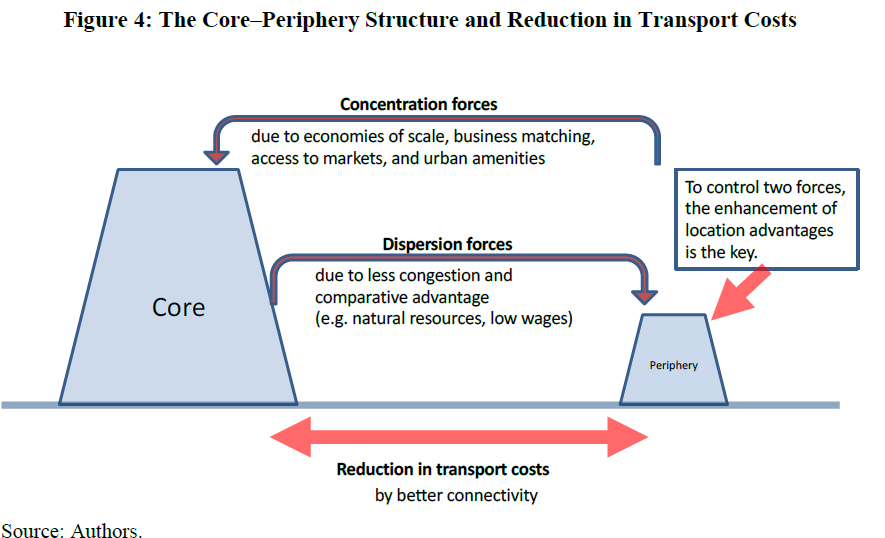 Figure 4: The Core–Periphery Structure and Reduction in Transport Costs
Concentration forces
due to economies of scale, business matching,
access to markets, and urban amenities
To control two forces,
the enhancement of
location advantages
is the key.
Dispersion forces
due to less congestion and
comparative advantage
(e.g. natural resources, low wages)
Core
Periphery
Reduction in transport costs
by better connectivity
Source: Authors.